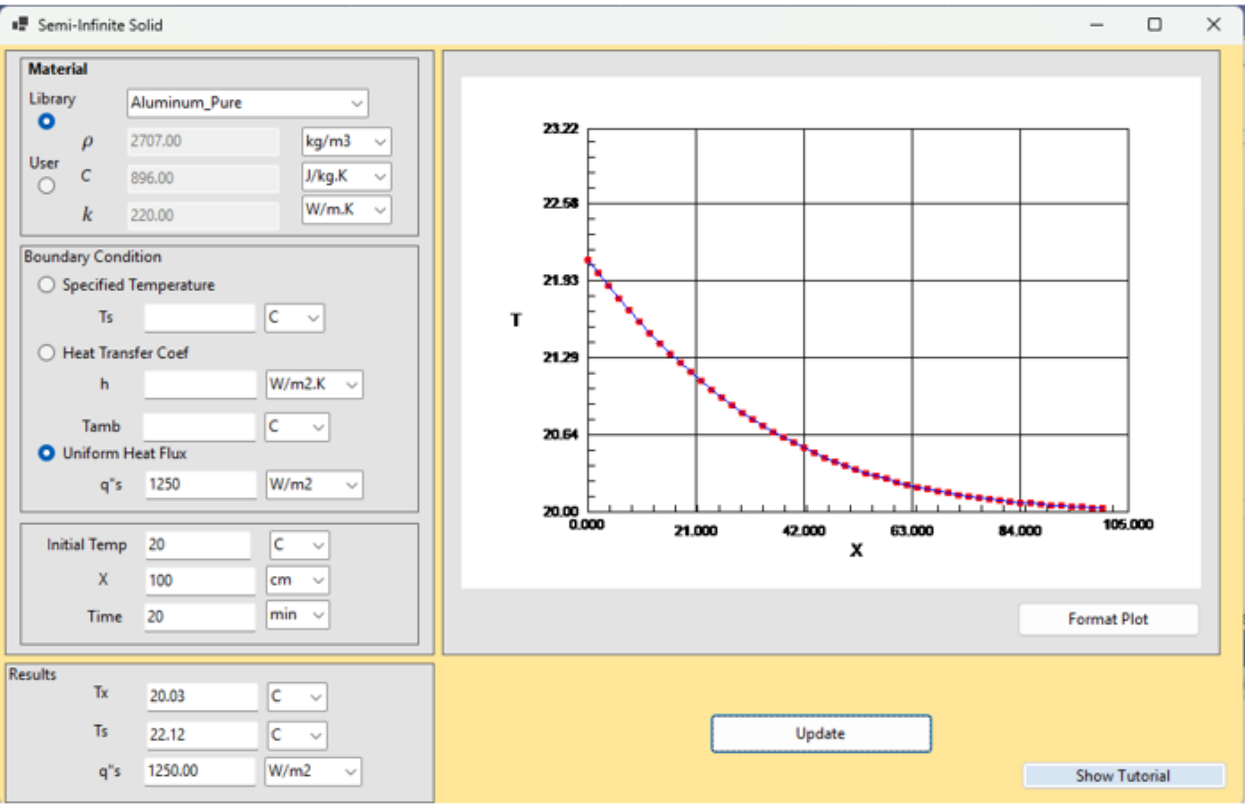 Semi-Infinite Solid
Material
Library
Aluminum_Pure
ρ 2707.00 kg/m3
User
C 896.00 J/kg.K
k 220.00 W/m.K
Boundary Condition
Specified Temperature
Ts C
Heat Transfer Coef
h W/m2.K
Tamb C
Uniform Heat Flux
q"s 1250 W/m2
Initial Temp 20 C
X 100 cm
Time 20 min
Results
Tx 20.03 C
Ts 22.12 C
q"s 1250.00 W/m2
23.22
22.58
21.93
T
21.29
20.64
20.00
0.000 21.000 42.000 63.000 84.000 105.000
X
Format Plot
Update
Show Tutorial